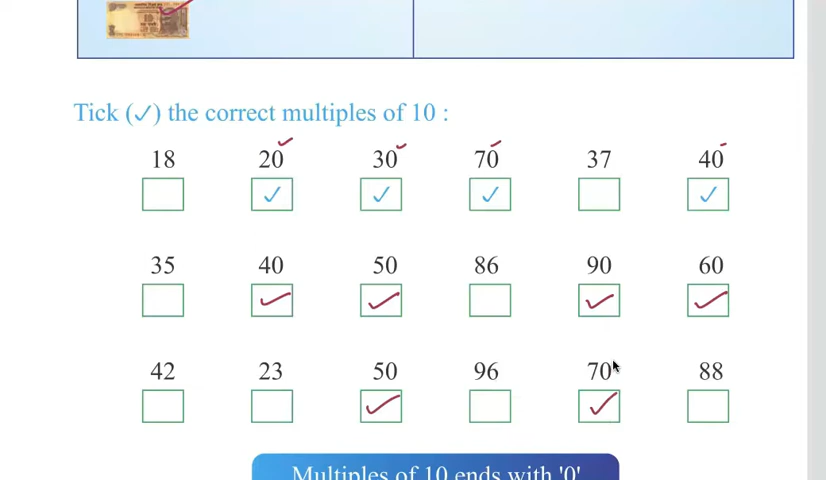 10
Tick (✓) the correct multiples of 10 :
18 20 30 70 37 40
35 40 50 86 90 60
42 23 50 96 70 88
Multiples of 10 ends with '0'